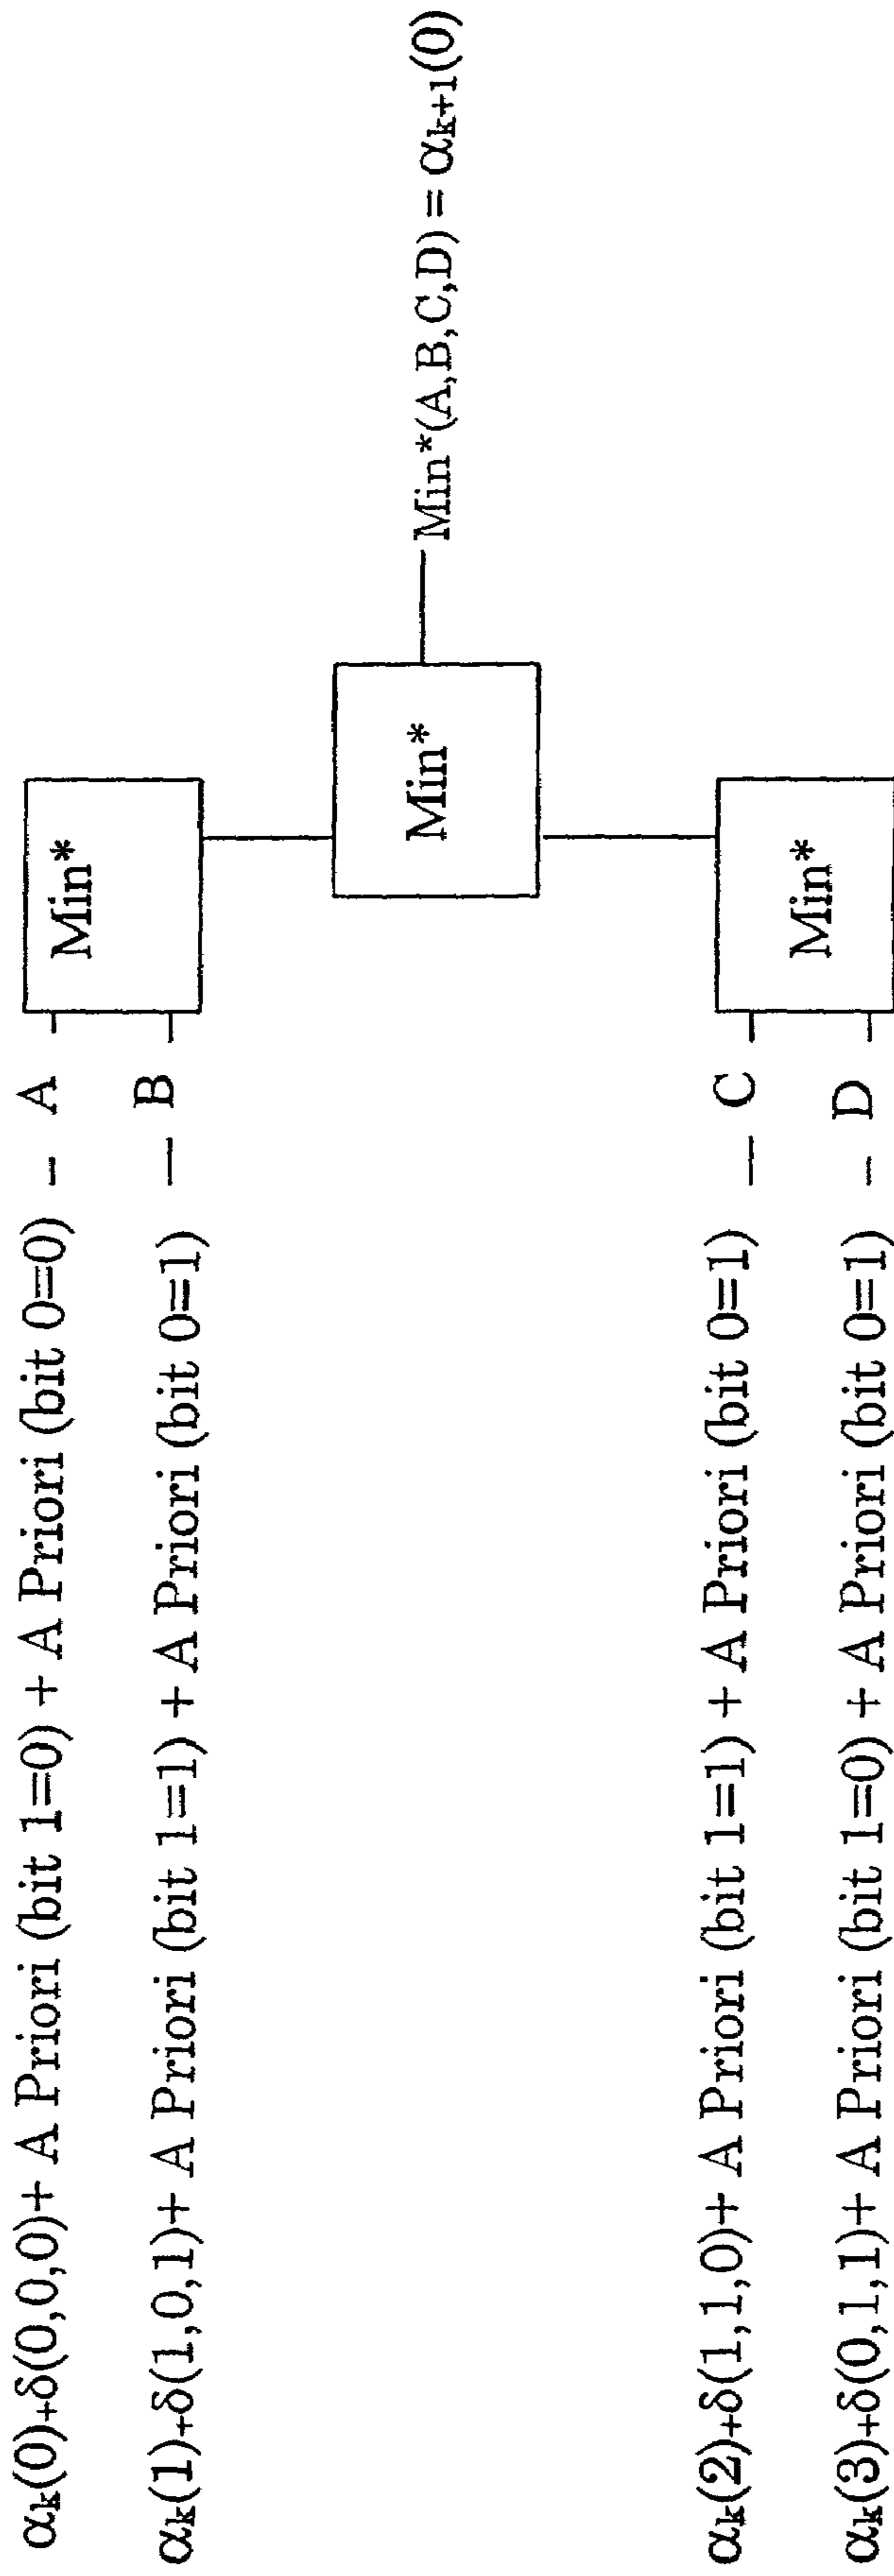 αk(0)+δ(0,0,0)+ A Priori (bit 1=0) + A Priori (bit 0=0) – A
αk(1)+δ(1,0,1)+ A Priori (bit 1=1) + A Priori (bit 0=1) — B
Min*
Min*
Min*(A,B,C,D) = αk+1(0)
αk(2)+δ(1,1,0)+ A Priori (bit 1=1) + A Priori (bit 0=1) — C
αk(3)+δ(0,1,1)+ A Priori (bit 1=0) + A Priori (bit 0=1) – D
Min*